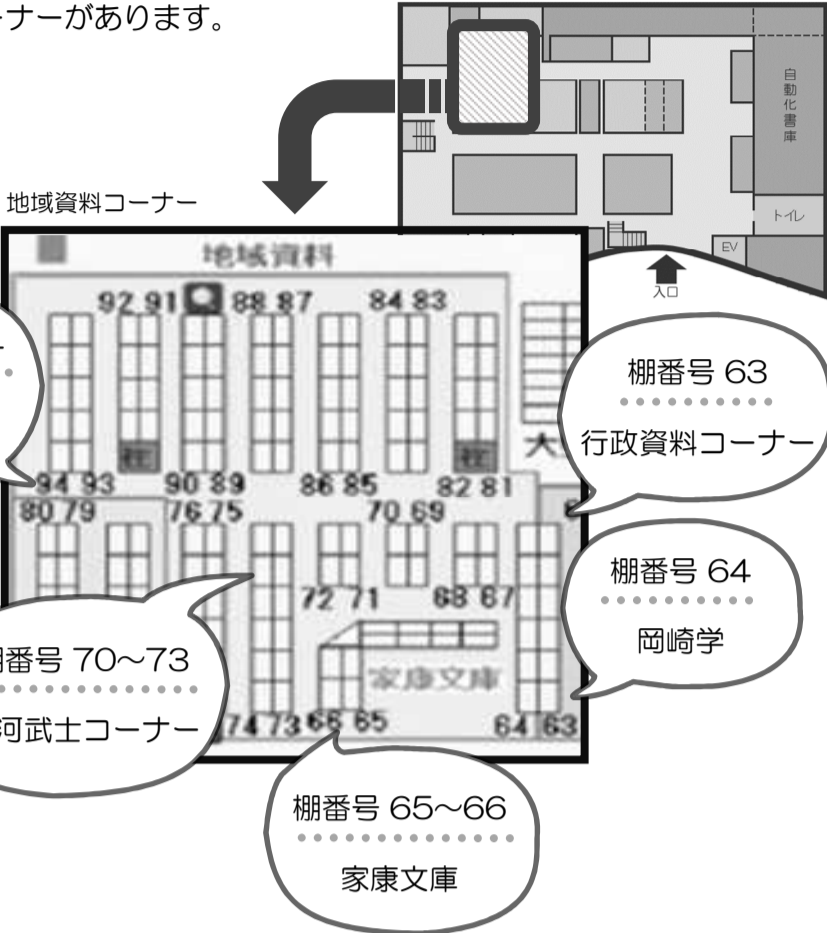 ーナーがあります。
自動化書庫
トイレ
EV
入口
地域資料コーナー
地域資料
92 91
88 87
84 83
94 93
90 89
86 85
82 81
80 79
76 75
70 69
72 71
68 67
家康文庫
74 73
66 65
64 63
棚番号 63
行政資料コーナー
棚番号 64
岡崎学
番号 70～73
河武士コーナー
棚番号 65～66
家康文庫